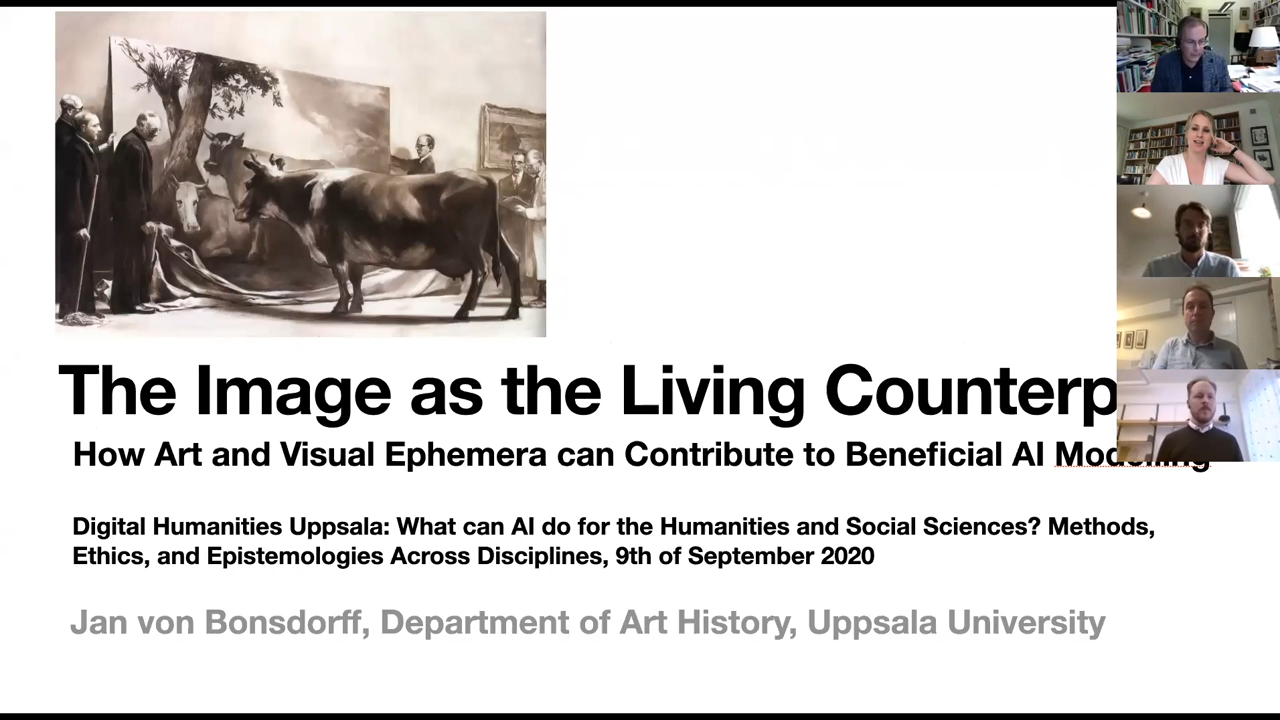 The Image as the Living Counterp
How Art and Visual Ephemera can Contribute to Beneficial AI Modelling
Digital Humanities Uppsala: What can AI do for the Humanities and Social Sciences? Methods,
Ethics, and Epistemologies Across Disciplines, 9th of September 2020
Jan von Bonsdorff, Department of Art History, Uppsala University